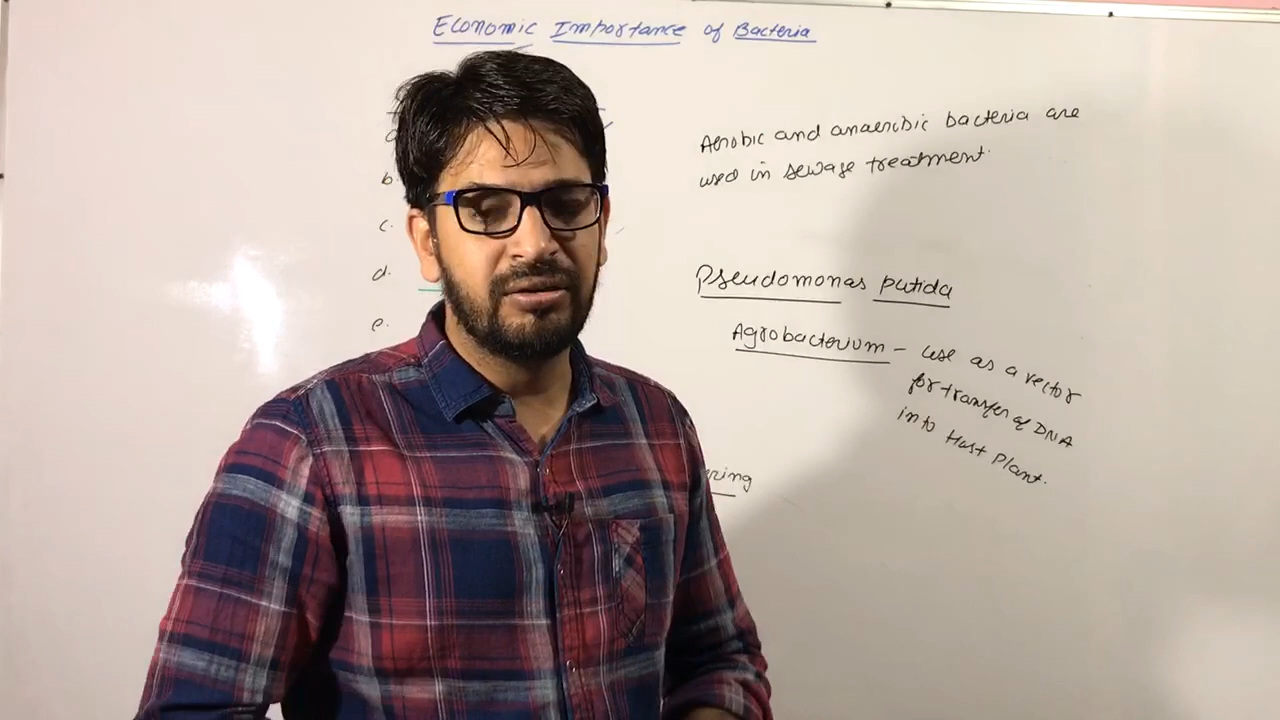 Economic Importance of Bacteria
a
b.
c.
d.
e.
Aerobic and anaerobic bacteria are
used in sewage treatment.
Pseudomonas putida
Agrobacterium – use as a vector
for transfer of DNA
into Host Plant.
ering